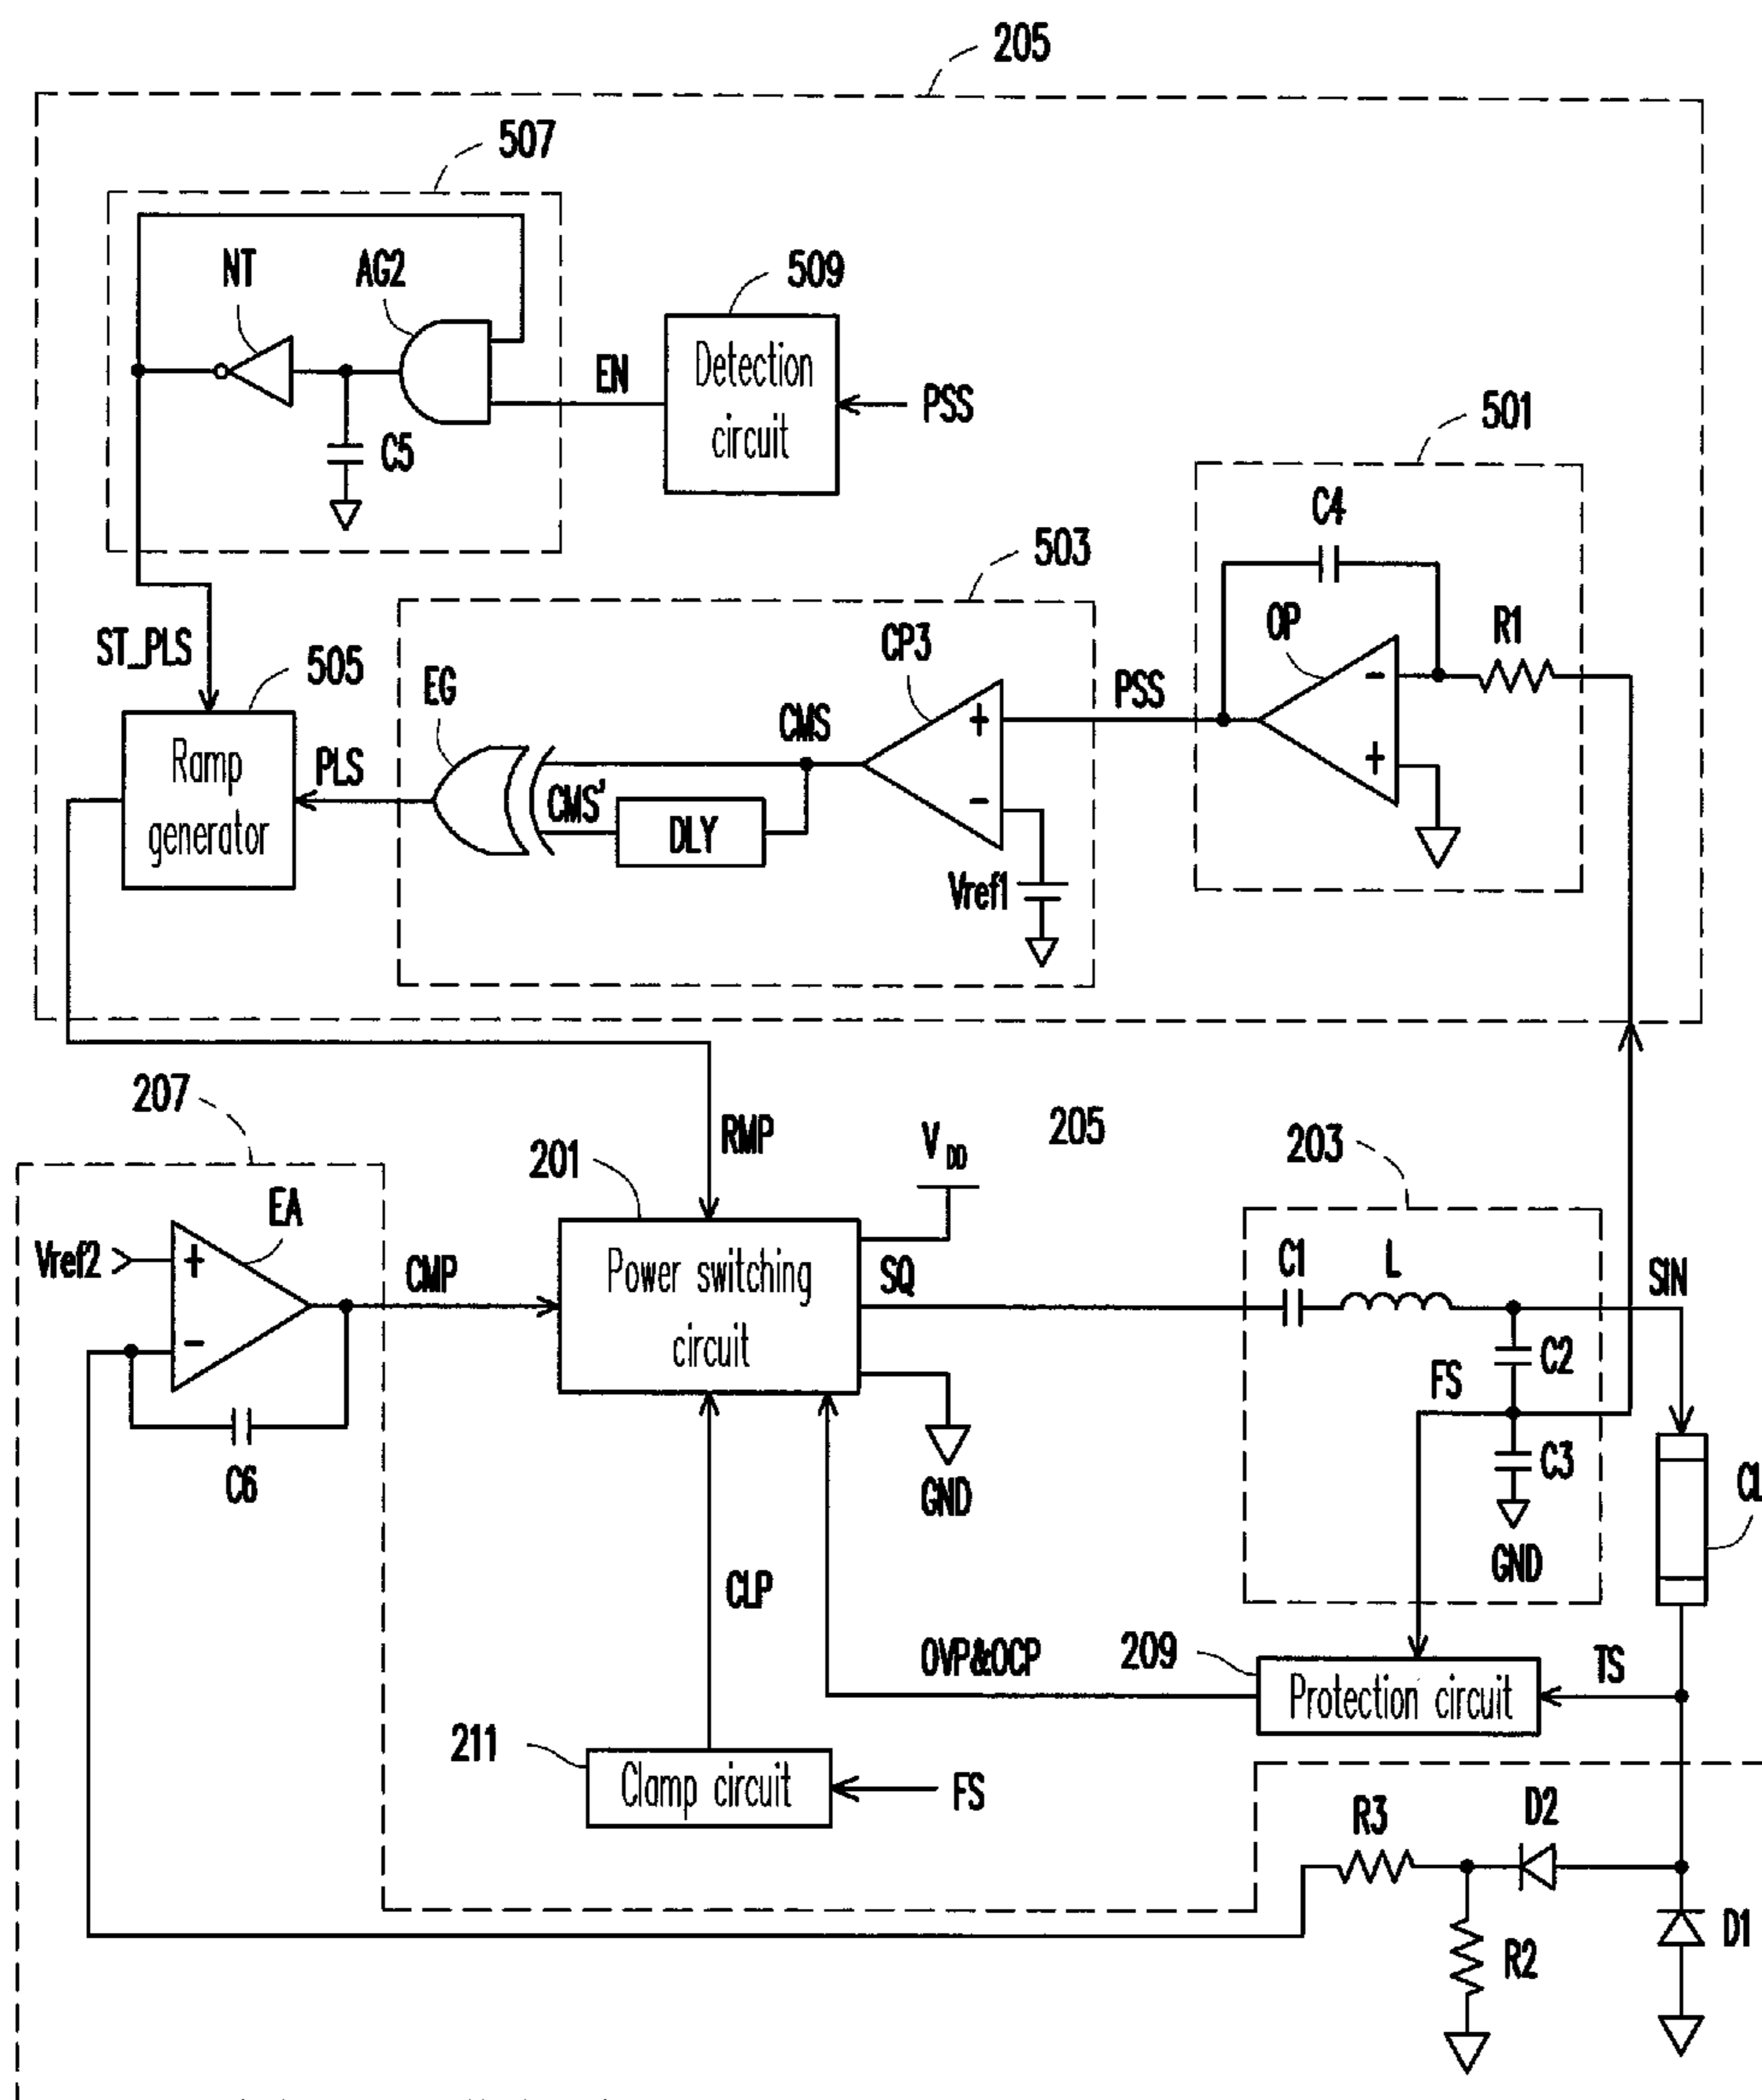 205
507
NT
AG2
509
Detection
circuit
EN
PSS
C5
501
C4
OP
R1
-
+
503
CP3
PSS
ST_PLS
505
EG
CMS
+
-
Ramp
generator
PLS
CMS'
DLY
Vref1
207
RMP
201
VDD
205
203
EA
Vref2
+
-
CMP
Power switching
circuit
SQ
C1
L
SIN
C2
FS
C3
C6
GND
GND
CL
CLP
OVP&OCP
209
Protection circuit
TS
211
Clamp circuit
FS
R3
D2
R2
D1